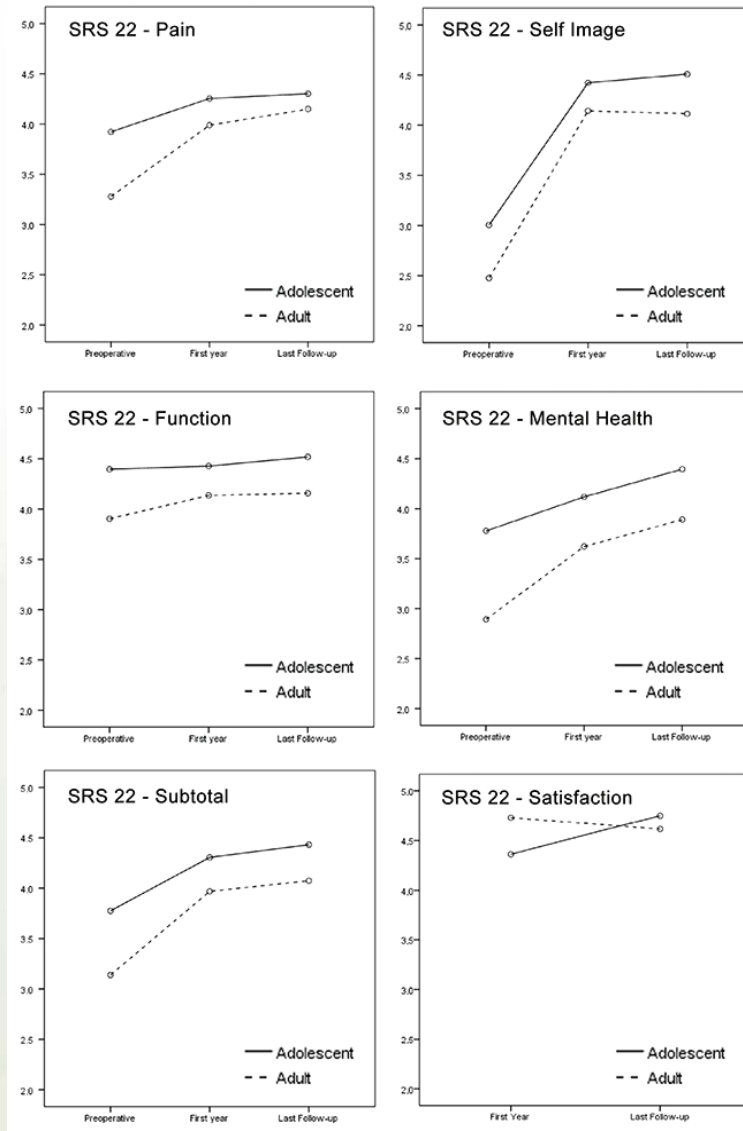 SRS 22 - Pain
5.0
4.5
4.0
3.5
3.0
2.5
2.0
Adolescent
Adult
Preoperative First year Last Follow-up
SRS 22 - Self Image
5.0
4.5
4.0
3.5
3.0
2.5
2.0
Adolescent
Adult
Preoperative First year Last Follow-up
SRS 22 - Function
5.0
4.5
4.0
3.5
3.0
2.5
2.0
Adolescent
Adult
Preoperative First year Last Follow-up
SRS 22 - Mental Health
5.0
4.5
4.0
3.5
3.0
2.5
2.0
Adolescent
Adult
Preoperative First year Last Follow-up
SRS 22 - Subtotal
5.0
4.5
4.0
3.5
3.0
2.5
2.0
Adolescent
Adult
Preoperative First year Last Follow-up
SRS 22 - Satisfaction
5.0
4.5
4.0
3.5
3.0
2.5
2.0
Adolescent
Adult
First Year Last Follow-up